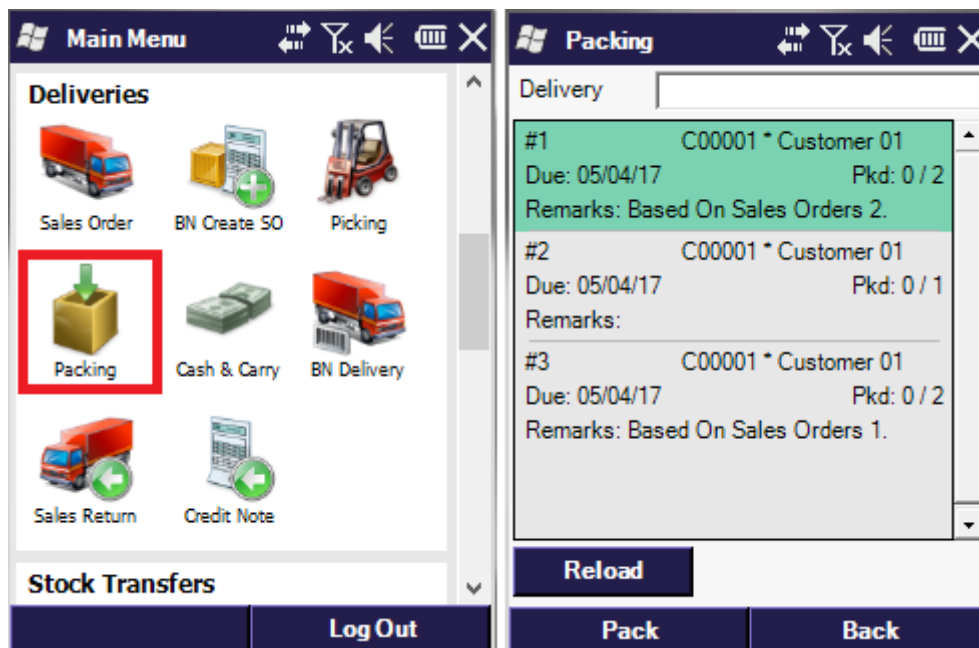 Main Menu
Deliveries
Sales Order
BN Create SO
Picking
Packing
Cash & Carry
BN Delivery
Sales Return
Credit Note
Stock Transfers
Log Out
Packing
Delivery
#1 C00001 * Customer 01
Due: 05/04/17 Pkd: 0 / 2
Remarks: Based On Sales Orders 2.
#2 C00001 * Customer 01
Due: 05/04/17 Pkd: 0 / 1
Remarks:
#3 C00001 * Customer 01
Due: 05/04/17 Pkd: 0 / 2
Remarks: Based On Sales Orders 1.
Reload
Pack
Back